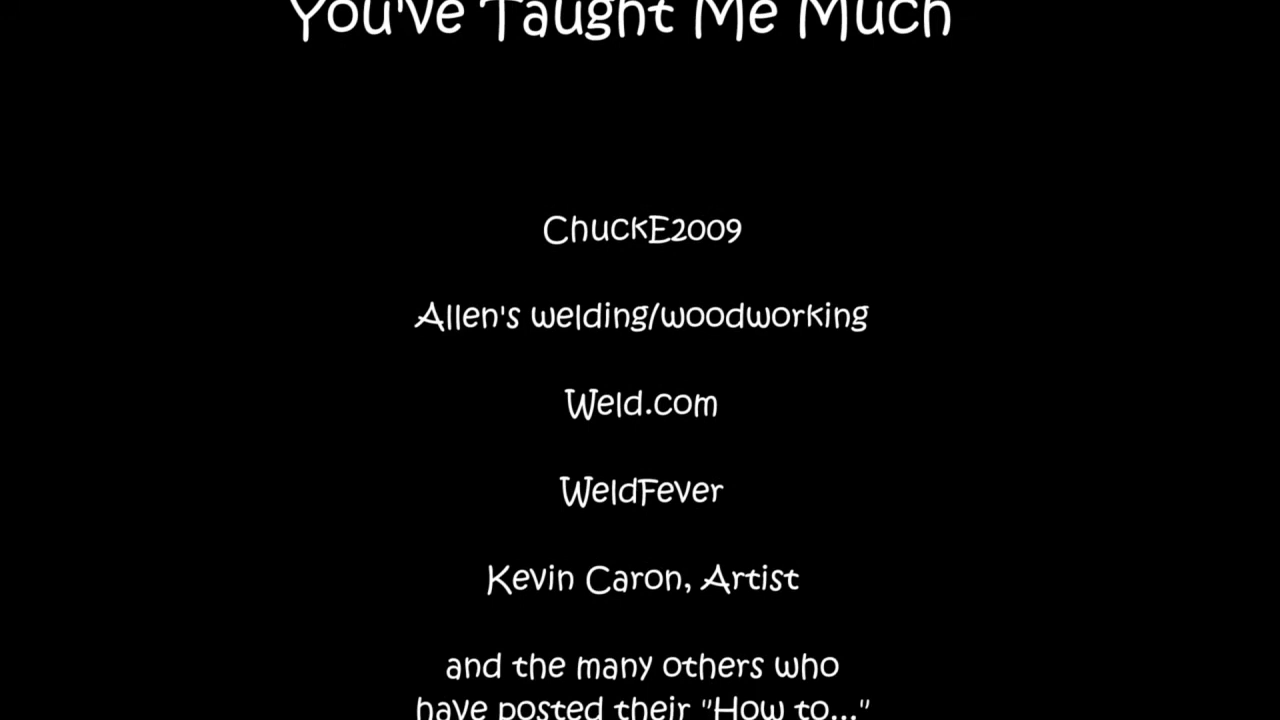 You've Taught Me Much
ChuckE2009
Allen's welding/woodworking
Weld.com
WeldFever
Kevin Caron, Artist
and the many others who
have posted their "How to..."